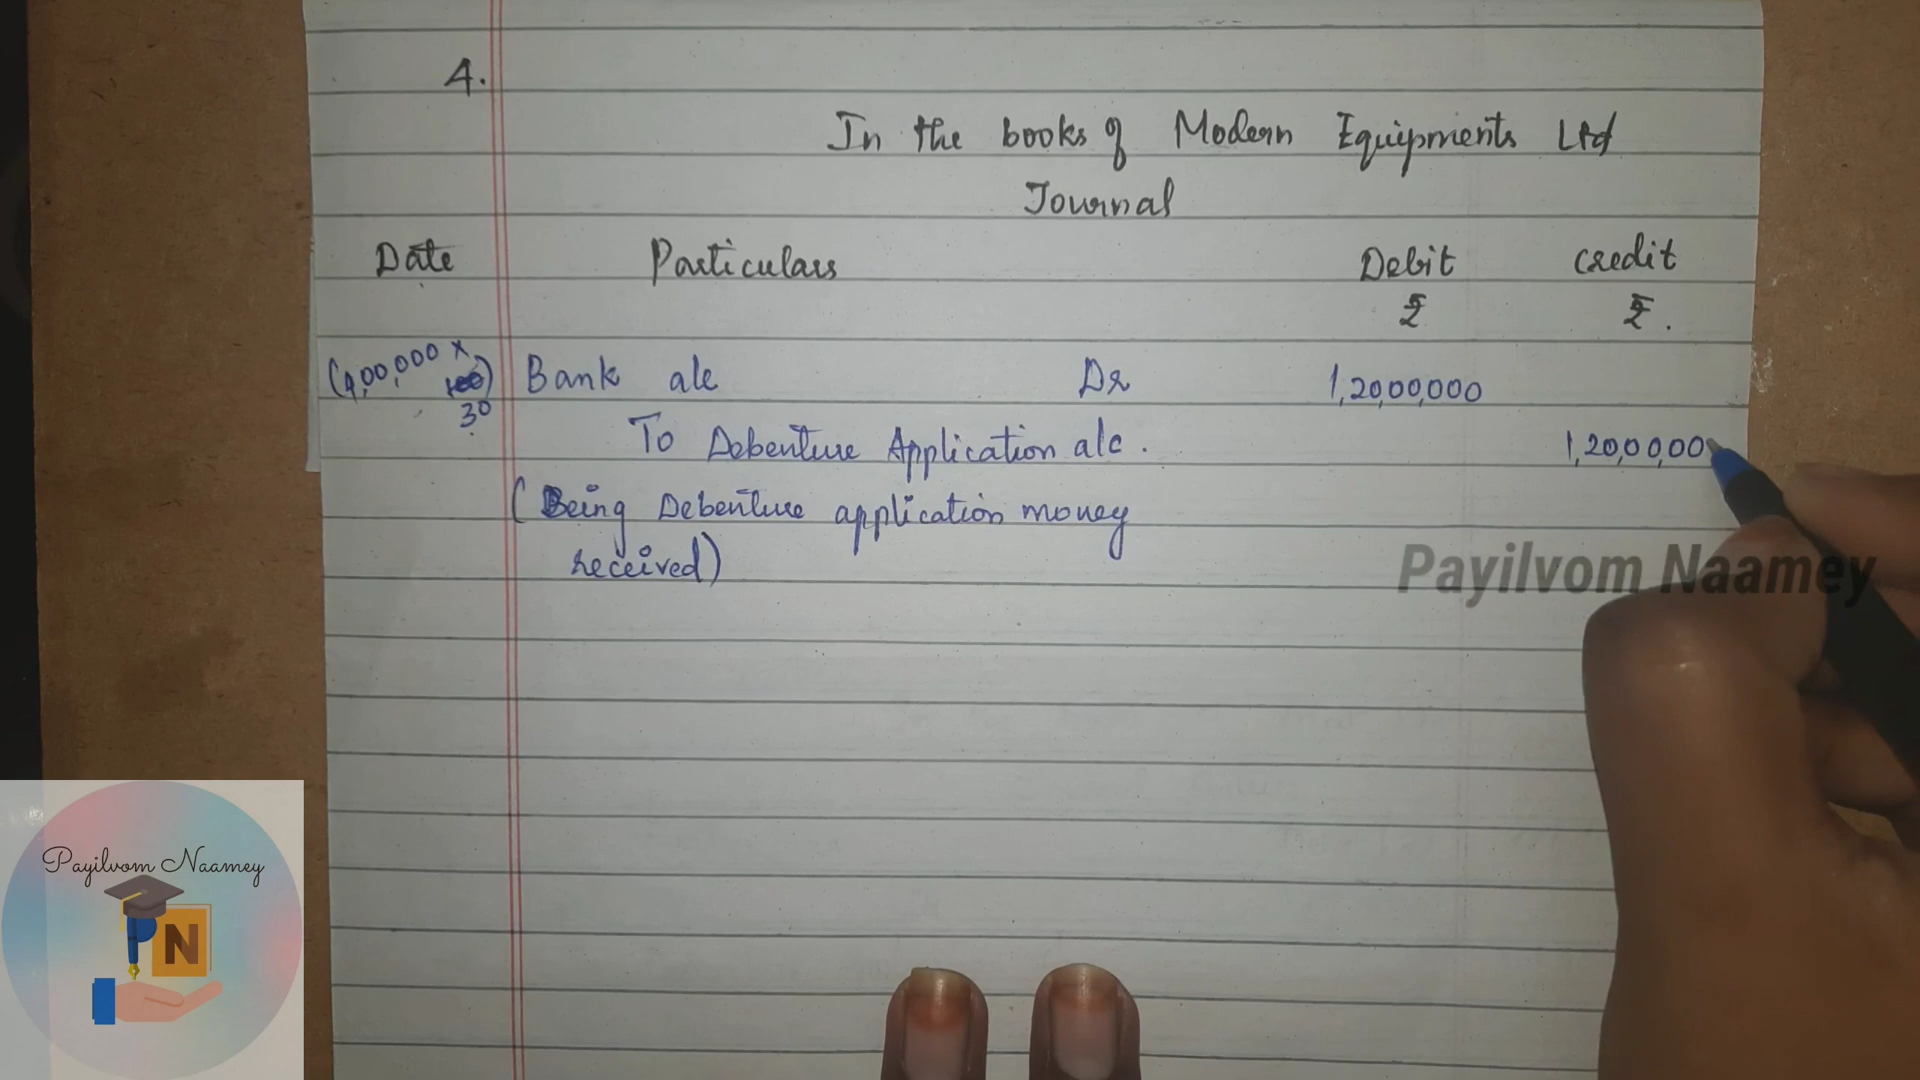 4.
In the books of Modern Equipments Ltd
Journal
Date Particulars Debit Credit
₹ ₹.
(4,00,000 x Bank a/c Dr 1,20,00,000
30
To Debenture Application a/c. 1,20,00,00
(Being Debenture application money
received)
Payilvom Naamey
Payilvom Naamey
PN